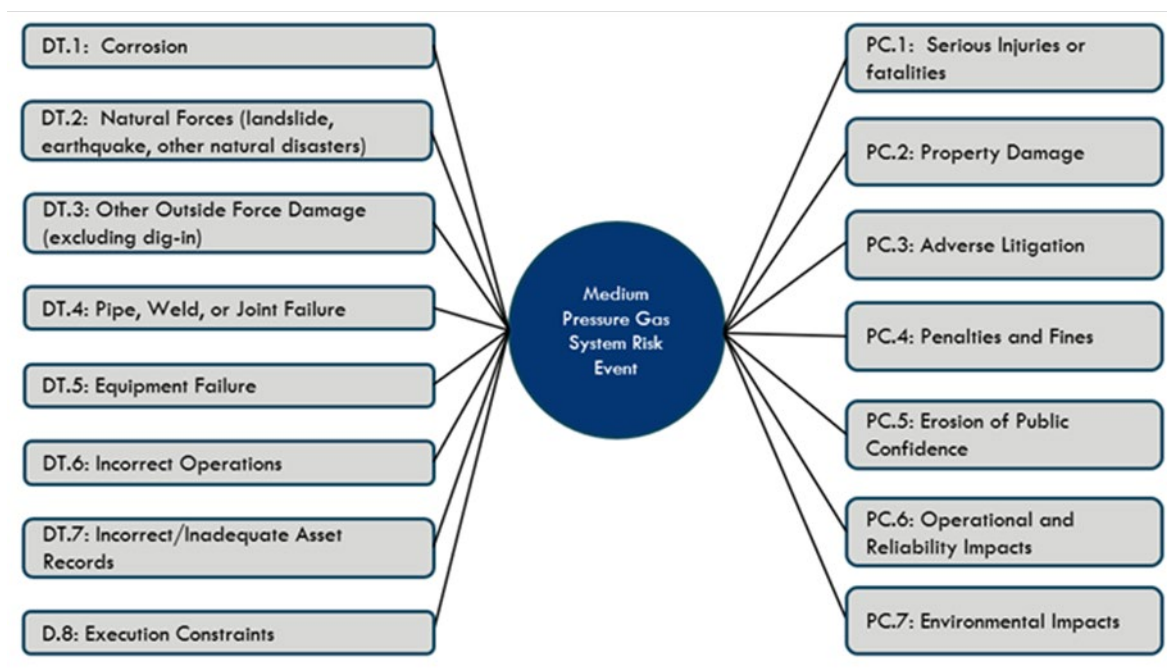 DT.1:  Corrosion
DT.2:  Natural Forces (landslide,
earthquake, other natural disasters)
DT.3: Other Outside Force Damage
(excluding dig-in)
DT.4: Pipe, Weld, or Joint Failure
DT.5: Equipment Failure
DT.6: Incorrect Operations
DT.7: Incorrect/Inadequate Asset
Records
D.8: Execution Constraints
Medium
Pressure Gas
System Risk
Event
PC.1:  Serious Injuries or
fatalities
PC.2: Property Damage
PC.3: Adverse Litigation
PC.4: Penalties and Fines
PC.5: Erosion of Public
Confidence
PC.6: Operational and
Reliability Impacts
PC.7: Environmental Impacts